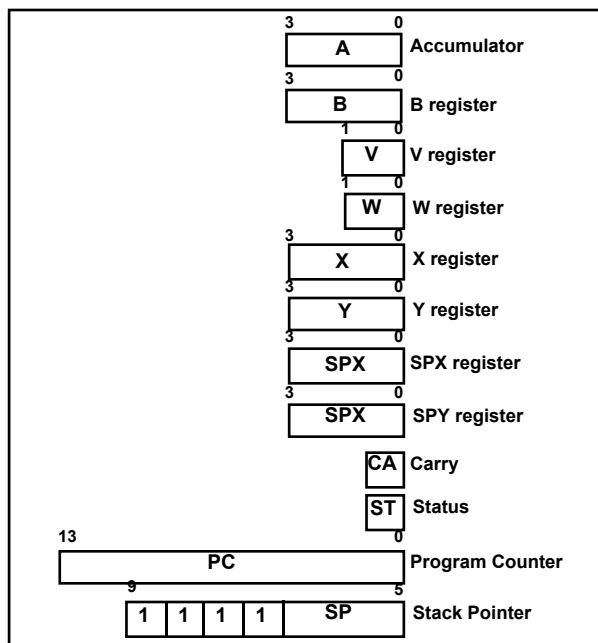 3 0
A Accumulator
3 0
B B register
1 0
V V register
1 0
W W register
3 0
X X register
3 0
Y Y register
3 0
SPX SPX register
3 0
SPX SPY register
CA Carry
ST Status
13 0
PC Program Counter
9 5
1 1 1 1 SP Stack Pointer